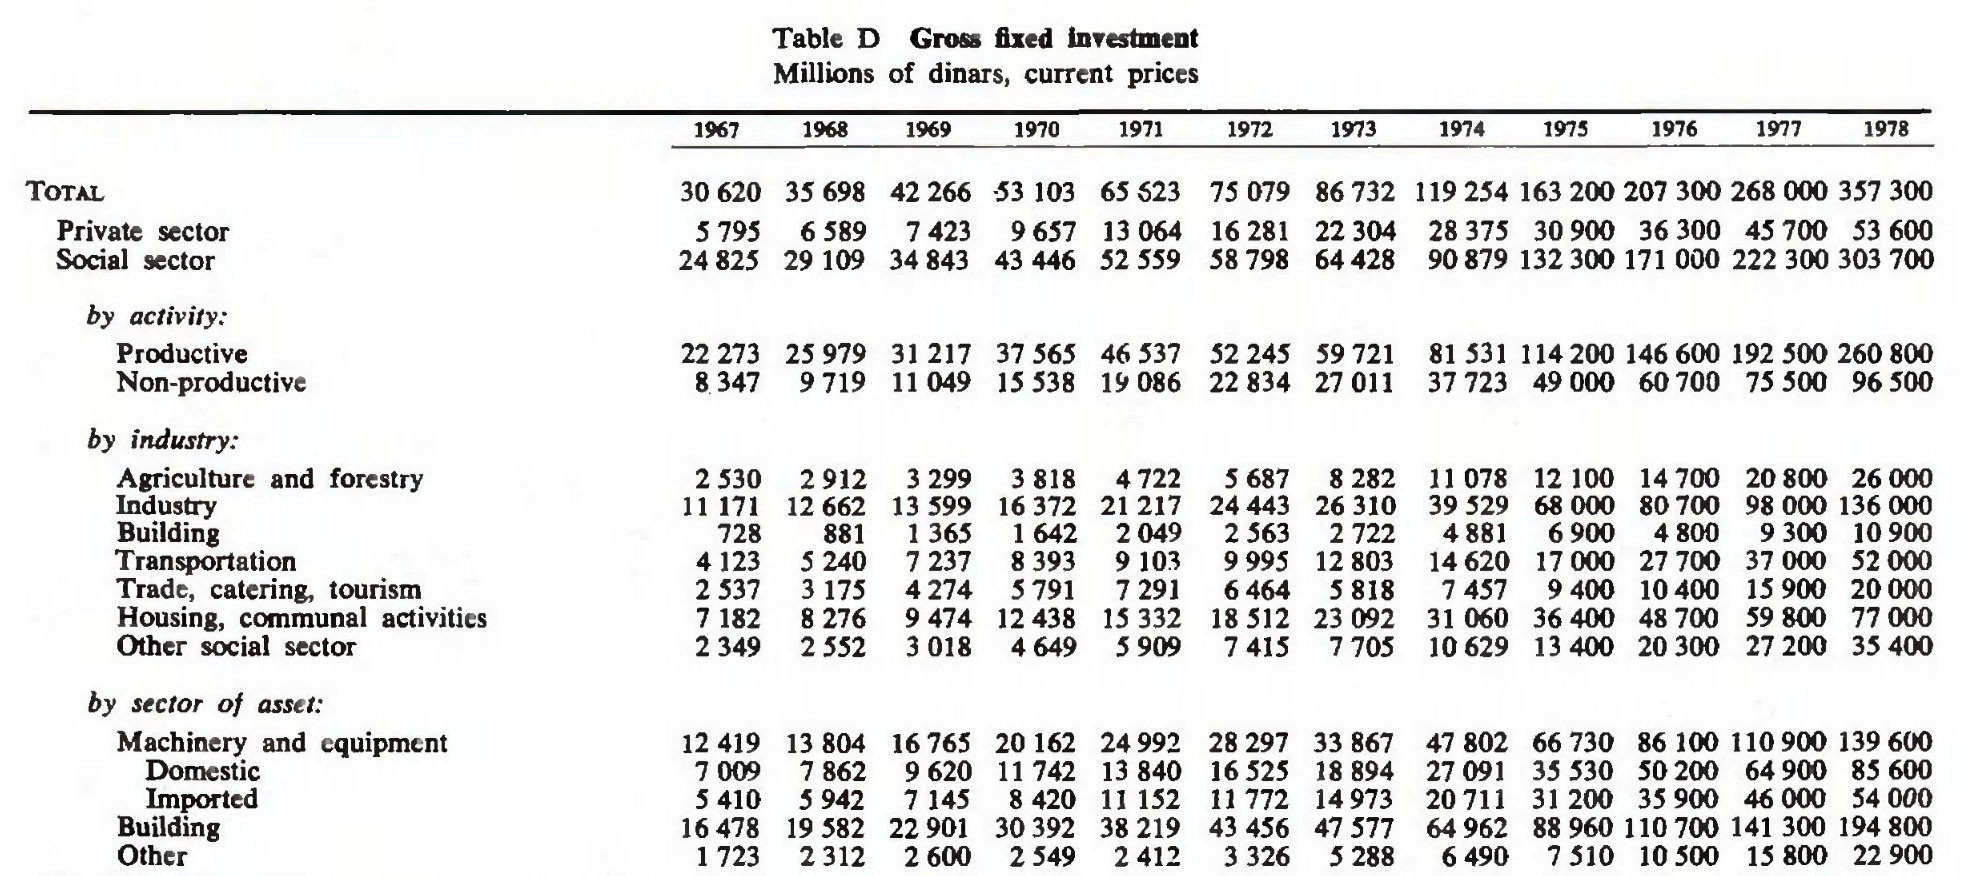 Table D Gross fixed investment
Millions of dinars, current prices
1967 1968 1969 1970 1971 1972 1973 1974 1975 1976 1977 1978
TOTAL 30 620 35 698 42 266 53 103 65 623 75 079 86 732 119 254 163 200 207 300 268 000 357 300
Private sector 5 795 6 589 7 423 9 657 13 064 16 281 22 304 28 375 30 900 36 300 45 700 53 600
Social sector 24 825 29 109 34 843 43 446 52 559 58 798 64 428 90 879 132 300 171 000 222 300 303 700
by activity:
Productive 22 273 25 979 31 217 37 565 46 537 52 245 59 721 81 531 114 200 146 600 192 500 260 800
Non-productive 8 347 9 719 11 049 15 538 19 086 22 834 27 011 37 723 49 000 60 700 75 500 96 500
by industry:
Agriculture and forestry 2 530 2 912 3 299 3 818 4 722 5 687 8 282 11 078 12 100 14 700 20 800 26 000
Industry 11 171 12 662 13 599 16 372 21 217 24 443 26 310 39 529 68 000 80 700 98 000 136 000
Building 728 881 1 365 1 642 2 049 2 563 2 722 4 881 6 900 4 800 9 300 10 900
Transportation 4 123 5 240 7 237 8 393 9 103 9 995 12 803 14 620 17 000 27 700 37 000 52 000
Trade, catering, tourism 2 537 3 175 4 274 5 791 7 291 6 464 5 818 7 457 9 400 10 400 15 900 20 000
Housing, communal activities 7 182 8 276 9 474 12 438 15 332 18 512 23 092 31 060 36 400 48 700 59 800 77 000
Other social sector 2 349 2 552 3 018 4 649 5 909 7 415 7 705 10 629 13 400 20 300 27 200 35 400
by sector of asset:
Machinery and equipment 12 419 13 804 16 765 20 162 24 992 28 297 33 867 47 802 66 730 86 100 110 900 139 600
Domestic 7 009 7 862 9 620 11 742 13 840 16 525 18 894 27 091 35 530 50 200 64 900 85 600
Imported 5 410 5 942 7 145 8 420 11 152 11 772 14 973 20 711 31 200 35 900 46 000 54 000
Building 16 478 19 582 22 901 30 392 38 219 43 456 47 577 64 962 88 960 110 700 141 300 194 800
Other 1 723 2 312 2 600 2 549 2 412 3 326 5 288 6 490 7 510 10 500 15 800 22 900